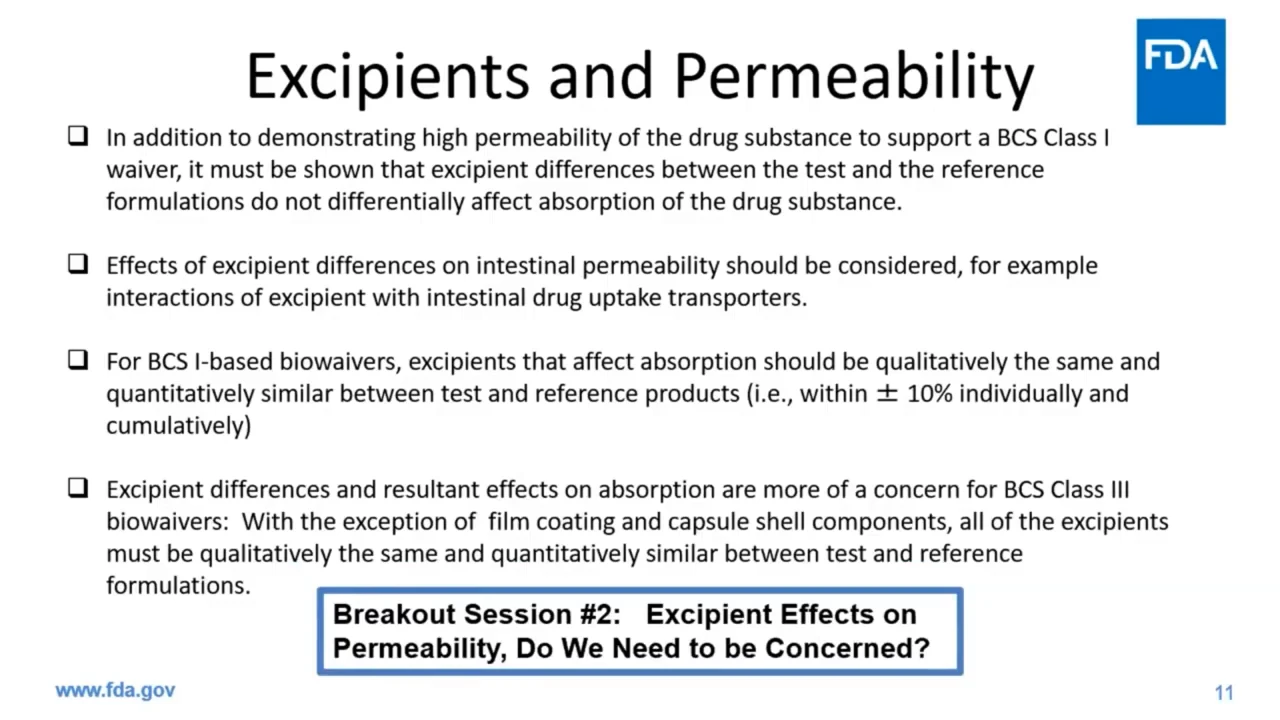 Excipients and Permeability
FDA
❑ In addition to demonstrating high permeability of the drug substance to support a BCS Class I
waiver, it must be shown that excipient differences between the test and the reference
formulations do not differentially affect absorption of the drug substance.
❑ Effects of excipient differences on intestinal permeability should be considered, for example
interactions of excipient with intestinal drug uptake transporters.
❑ For BCS I-based biowaivers, excipients that affect absorption should be qualitatively the same and
quantitatively similar between test and reference products (i.e., within ± 10% individually and
cumulatively)
❑ Excipient differences and resultant effects on absorption are more of a concern for BCS Class III
biowaivers: With the exception of film coating and capsule shell components, all of the excipients
must be qualitatively the same and quantitatively similar between test and reference
formulations.
Breakout Session #2: Excipient Effects on
Permeability, Do We Need to be Concerned?
www.fda.gov
11